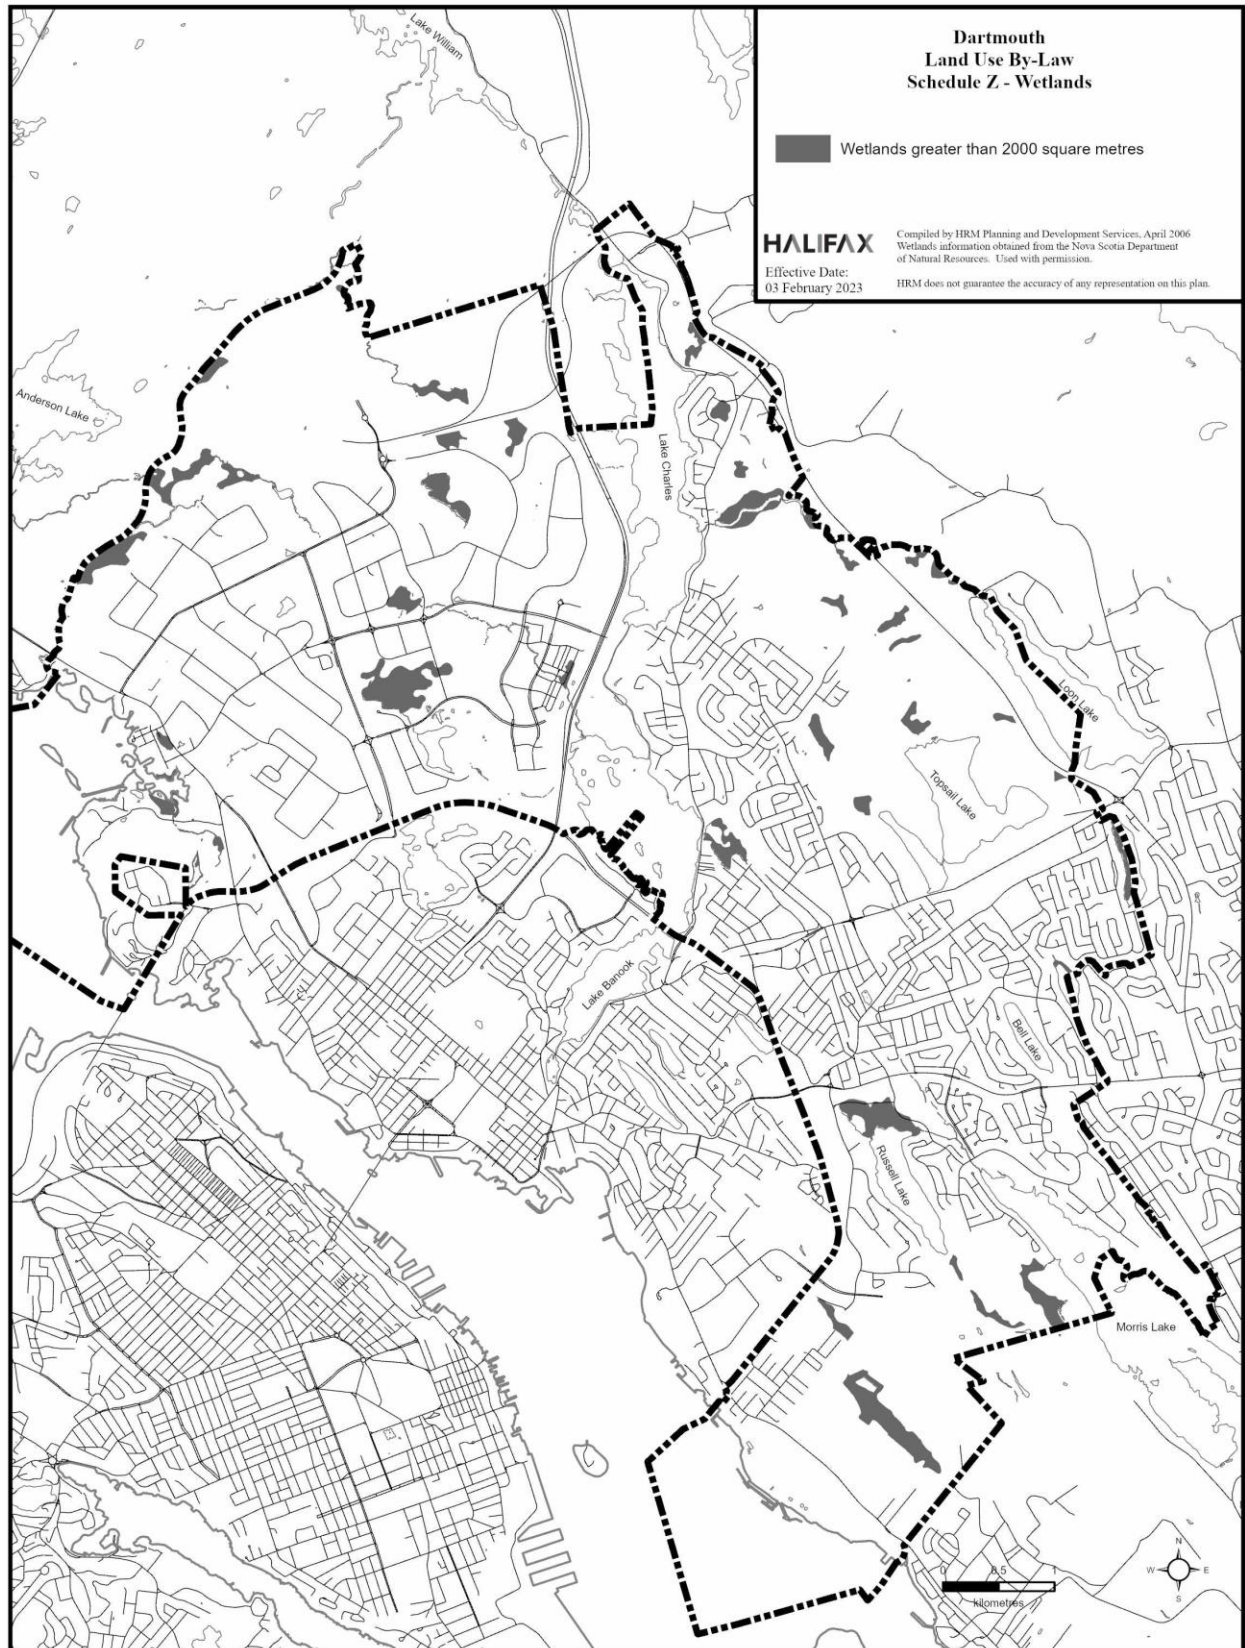 Dartmouth
Land Use By-Law
Schedule Z - Wetlands
Wetlands greater than 2000 square metres
HALIFAX
Effective Date:
03 February 2023
Compiled by HRM Planning and Development Services, April 2006
Wetlands information obtained from the Nova Scotia Department
of Natural Resources. Used with permission.
HRM does not guarantee the accuracy of any representation on this plan.
Lake William
Anderson Lake
Lake Charles
Loon Lake
Topsail Lake
Lake Banook
Bell Lake
Russell Lake
Morris Lake
N
W E
S
0 0.5 1
kilometres